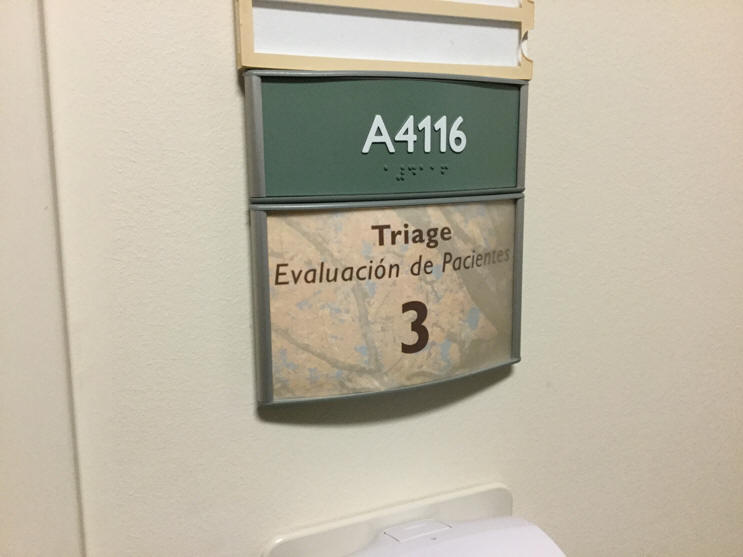 A4116
Triage
Evaluación de Pacientes
3